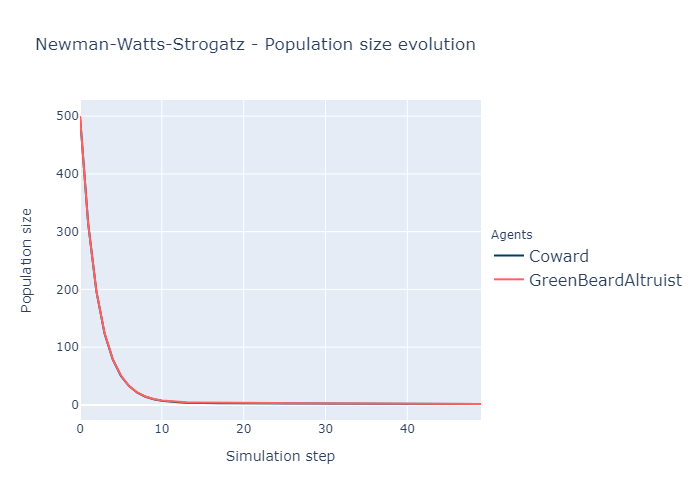 Newman-Watts-Strogatz - Population size evolution
500
400
300
200
100
0
Population size
0 10 20 30 40
Simulation step
Agents
Coward
GreenBeardAltruist